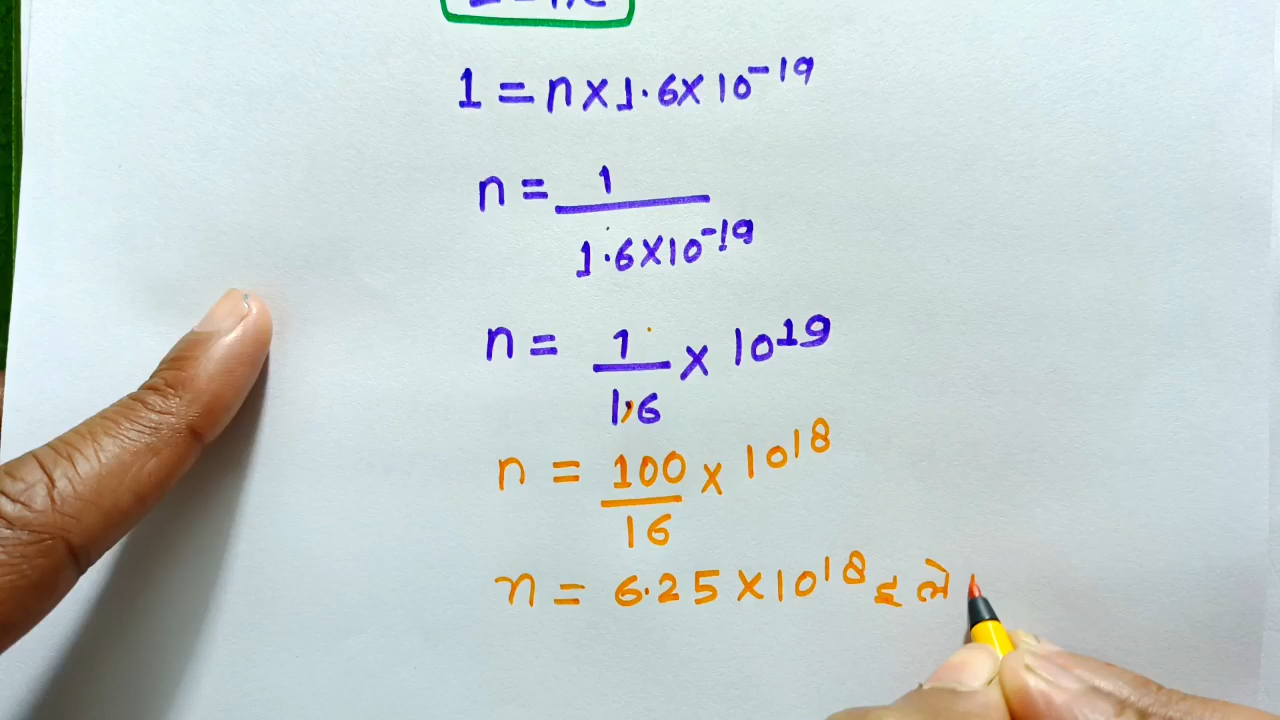 1 = n × 1.6 × 10⁻¹⁹
n = 1 / 1.6 × 10⁻¹⁹
n = 1 / 1.6 × 10¹⁹
n = 100 / 16 × 10¹⁸
n = 6.25 × 10¹⁸ इले